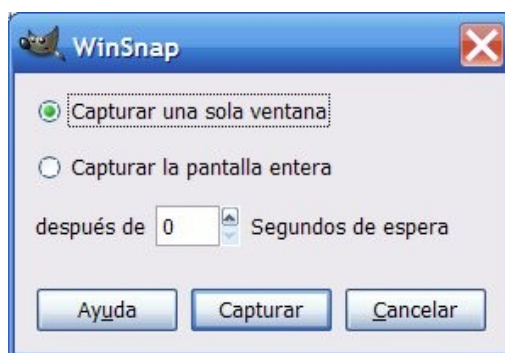 WinSnap
Capturar una sola ventana
Capturar la pantalla entera
después de 0 Segundos de espera
Ayuda Capturar Cancelar